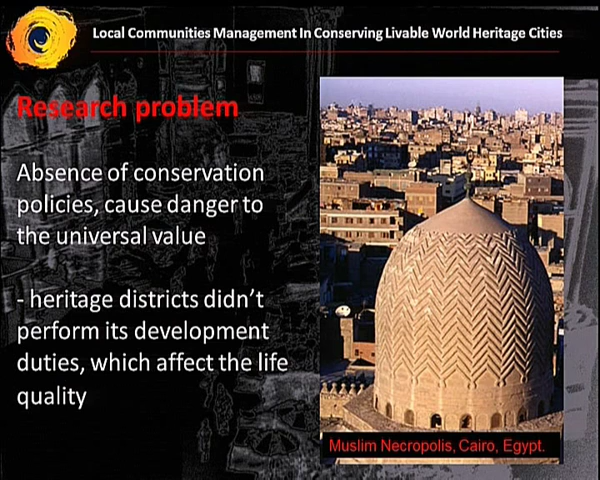 Local Communities Management In Conserving Livable World Heritage Cities
Research problem
Absence of conservation
policies, cause danger to
the universal value
- heritage districts didn't
perform its development
duties, which affect the life
quality
Muslim Necropolis, Cairo, Egypt.